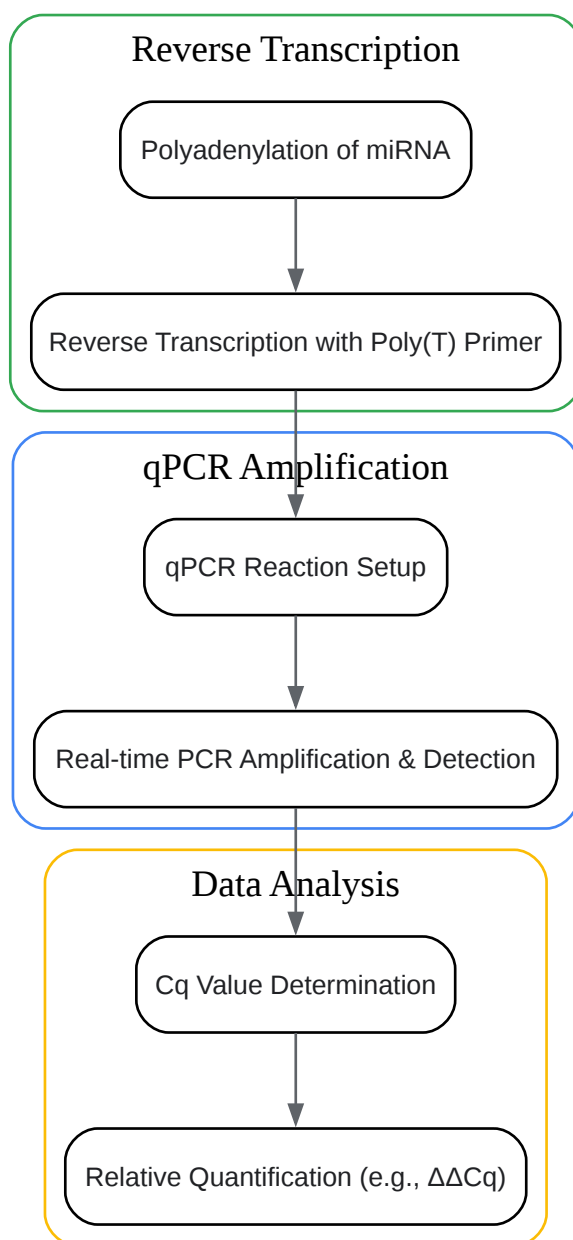 Reverse Transcription
Polyadenylation of miRNA
Reverse Transcription with Poly(T) Primer
qPCR Amplification
qPCR Reaction Setup
Real-time PCR Amplification & Detection
Data Analysis
Cq Value Determination
Relative Quantification (e.g., ΔΔCq)